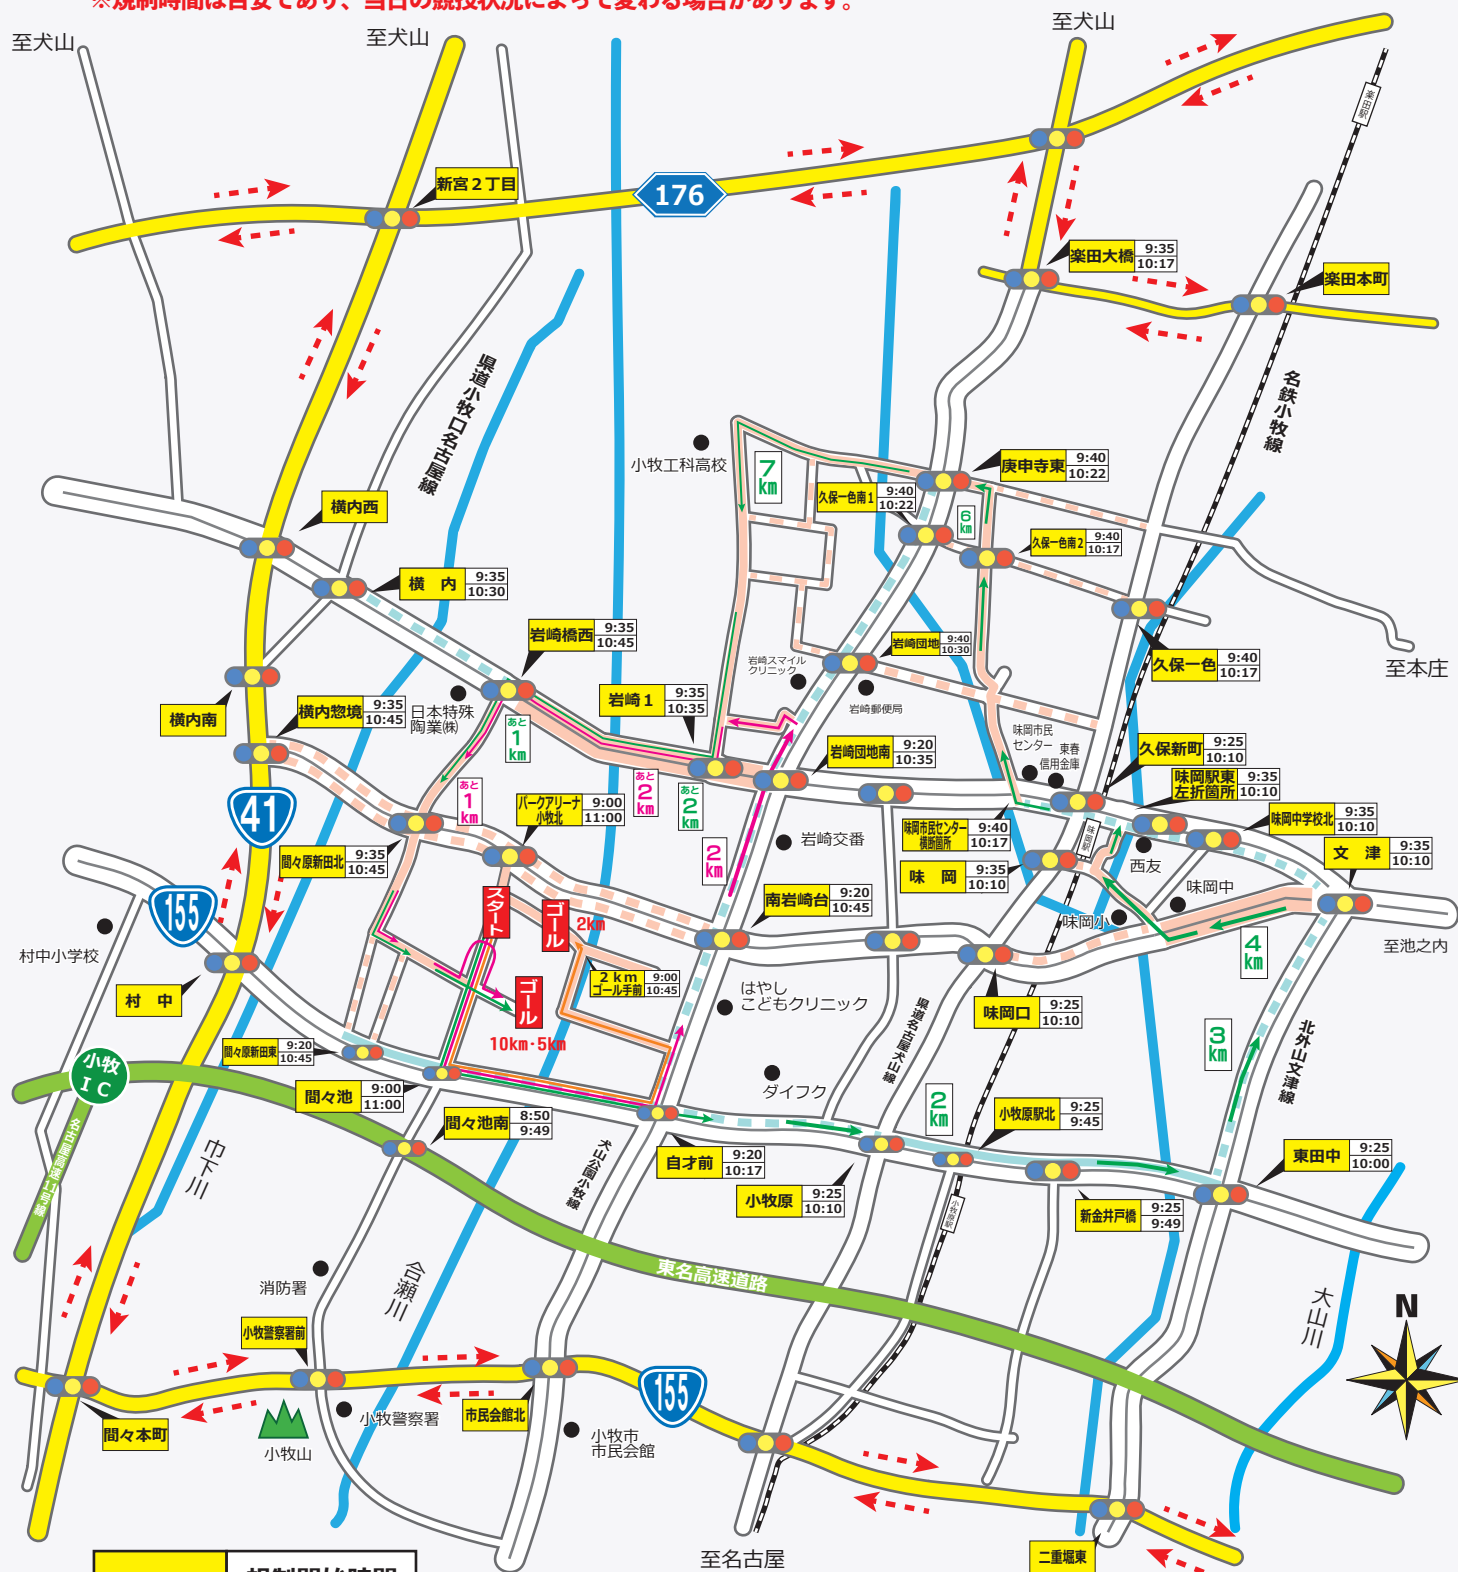 ※規制時間は目安であり、当日の競技状況によって変わる場合があります。
至犬山
至犬山
至犬山
楽田駅
新宮２丁目
176
楽田大橋
9:35
10:17
楽田本町
県道小牧口名古屋線
名鉄小牧線
小牧工科高校
7
km
庚申寺東
9:40
10:22
久保一色南1
9:40
10:22
6
km
久保一色南2
9:40
10:17
横内西
横　内
9:35
10:30
岩崎橋西
9:35
10:45
岩崎団地
9:40
10:30
久保一色
9:40
10:17
至本庄
岩崎スマイル
クリニック
岩崎１
9:35
10:35
岩崎郵便局
横内南
横内惣境
9:35
10:45
日本特殊
陶業㈱
あと
1
km
味岡市民
センター
東春
信用金庫
久保新町
9:25
10:10
岩崎団地南
9:20
10:35
味岡駅東
左折箇所
9:35
10:10
あと
1
km
あと
2
km
あと
2
km
パークアリーナ
小牧北
9:00
11:00
味岡中学校北
9:35
10:10
41
味岡市民センター
横断箇所
9:40
10:17
味岡駅
岩崎交番
文　津
9:35
10:10
間々原新田北
9:35
10:45
2
km
味　岡
9:35
10:10
西友
味岡中
155
スタート
ゴール
2km
南岩崎台
9:20
10:45
味岡小
至池之内
村中小学校
4
km
２ｋｍ
ゴール手前
9:00
10:45
村　中
ゴール
はやし
こどもクリニック
県道名古屋犬山線
味岡口
9:25
10:10
3
km
北外山文津線
10km･5km
間々原新田東
9:20
10:45
小牧
ＩＣ
間々池
9:00
11:00
ダイフク
2
km
小牧原駅北
9:25
9:45
間々池南
8:50
9:49
名古屋高速11号線
巾下川
犬山公園小牧線
自才前
9:20
10:17
東田中
9:25
10:00
小牧原
9:25
10:10
小牧原駅
新金井戸橋
9:25
9:49
消防署
合瀬川
東名高速道路
大山川
N
小牧警察署前
155
間々本町
小牧警察署
小牧山
市民会館北
小牧市
市民会館
至名古屋
二重堀東
規制開始時間